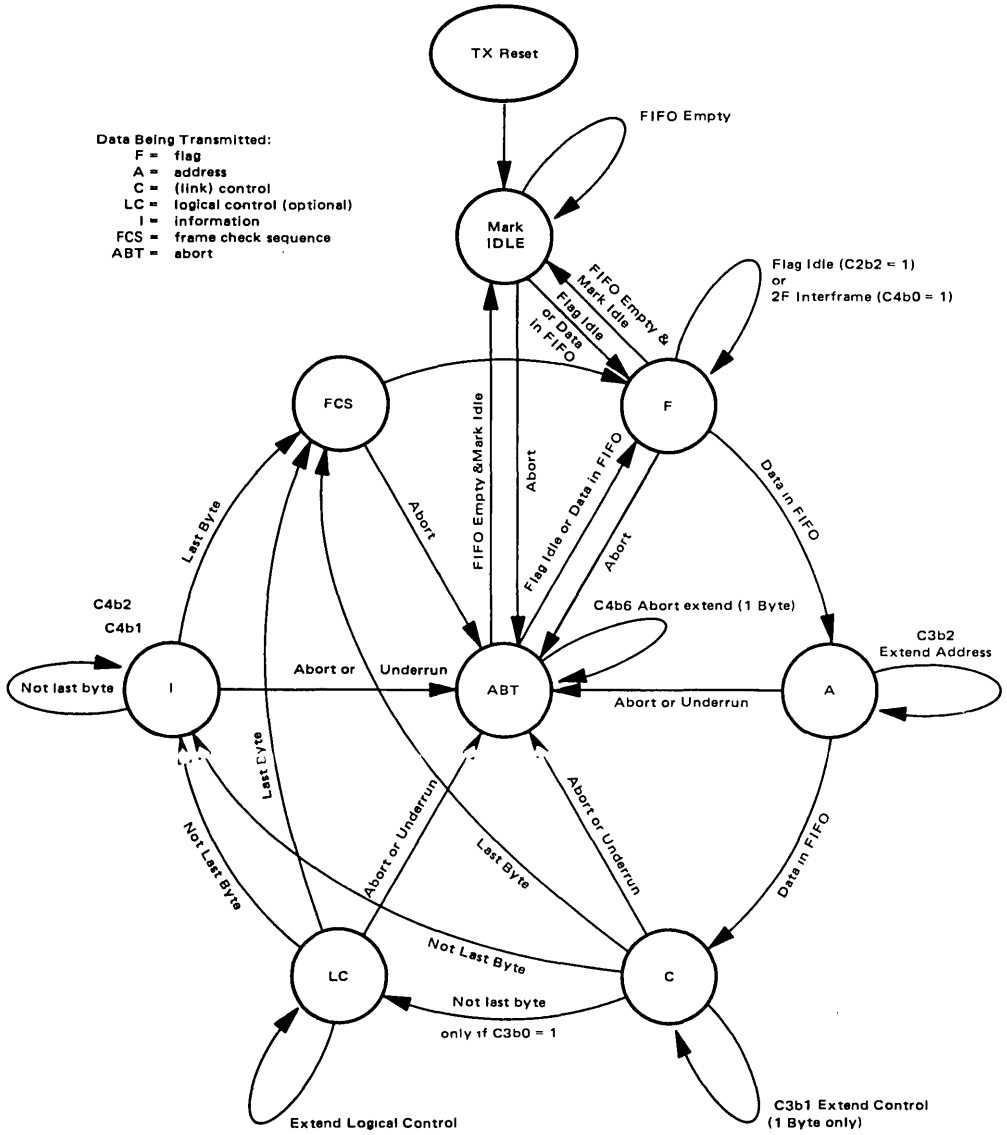 TX Reset
FIFO Empty
Data Being Transmitted:
F = flag
A = address
C = (link) control
LC = logical control (optional)
I = information
FCS = frame check sequence
ABT = abort
Mark
IDLE
Flag Idle (C2b2 = 1)
or
2F Interframe (C4b0 = 1)
FIFO Empty &
Mark Idle
Flag Idle
or Data
in FIFO
FCS
F
FIFO Empty &Mark Idle
Abort
Flag Idle or Data in FIFO
Abort
Abort
Data in FIFO
Last Byte
C4b2
C4b1
C4b6 Abort extend (1 Byte)
C3b2
Extend Address
Not last byte
I
Abort or Underrun
ABT
Abort or Underrun
A
Last Byte
Not Last Byte
Abort or Underrun
Last Byte
Abort or Underrun
Data in FIFO
Not Last Byte
LC
Not last byte
only if C3b0 = 1
C
Extend Logical Control
C3b1 Extend Control
(1 Byte only)